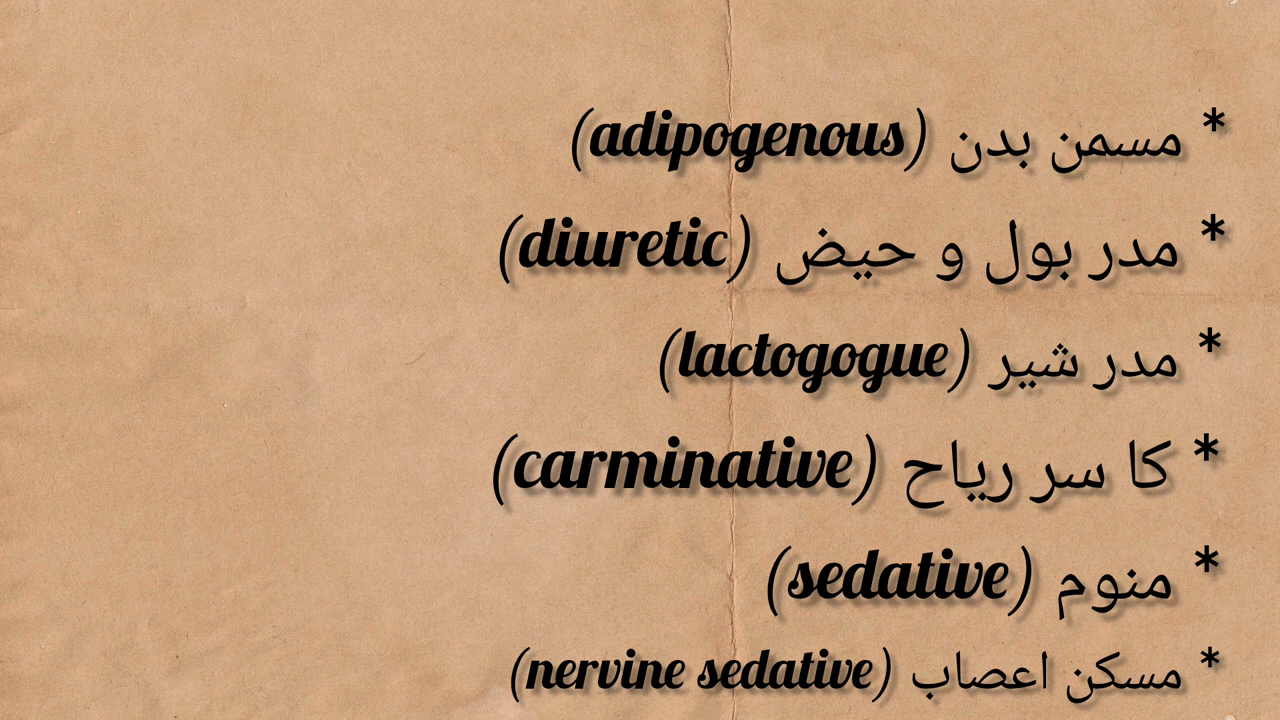 * مسمن بدن (adipogenous)
* مدر بول و حیض (diuretic)
* مدر شیر (lactogogue)
* کا سر ریاح (carminative)
* منوم (sedative)
* مسکن اعصاب (nervine sedative)